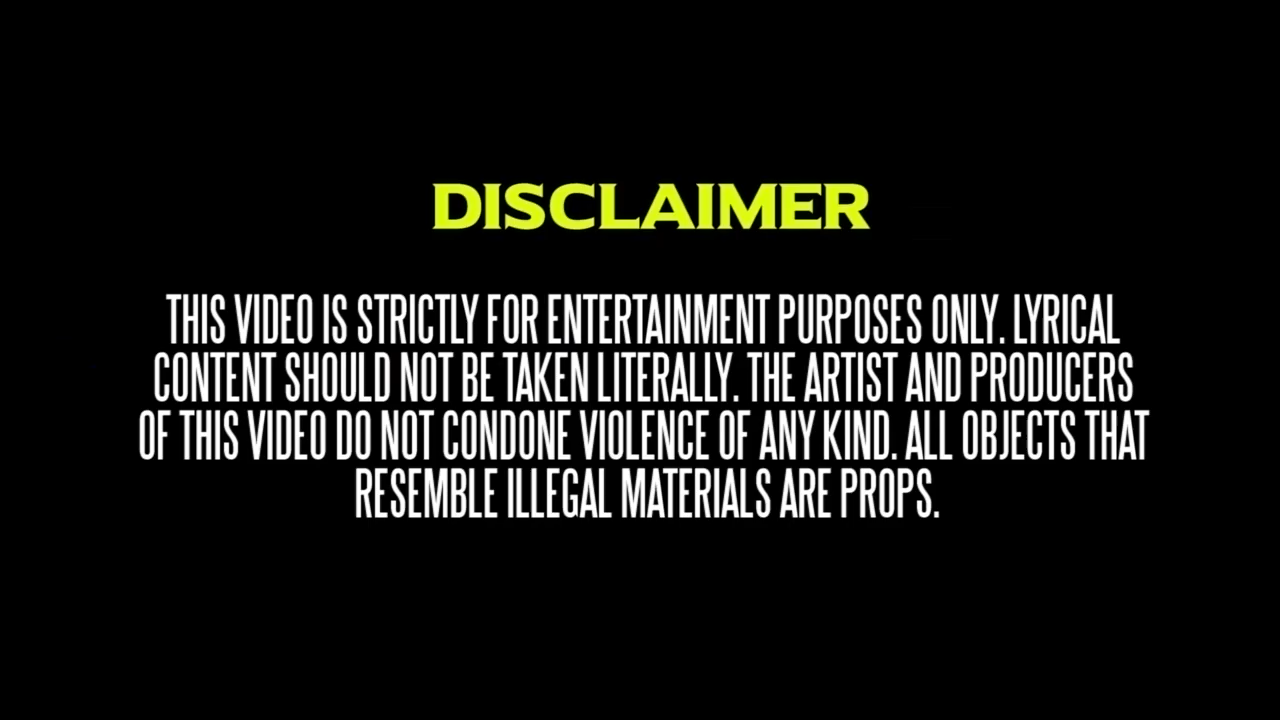 DISCLAIMER
THIS VIDEO IS STRICTLY FOR ENTERTAINMENT PURPOSES ONLY. LYRICAL
CONTENT SHOULD NOT BE TAKEN LITERALLY. THE ARTIST AND PRODUCERS
OF THIS VIDEO DO NOT CONDONE VIOLENCE OF ANY KIND. ALL OBJECTS THAT
RESEMBLE ILLEGAL MATERIALS ARE PROPS.